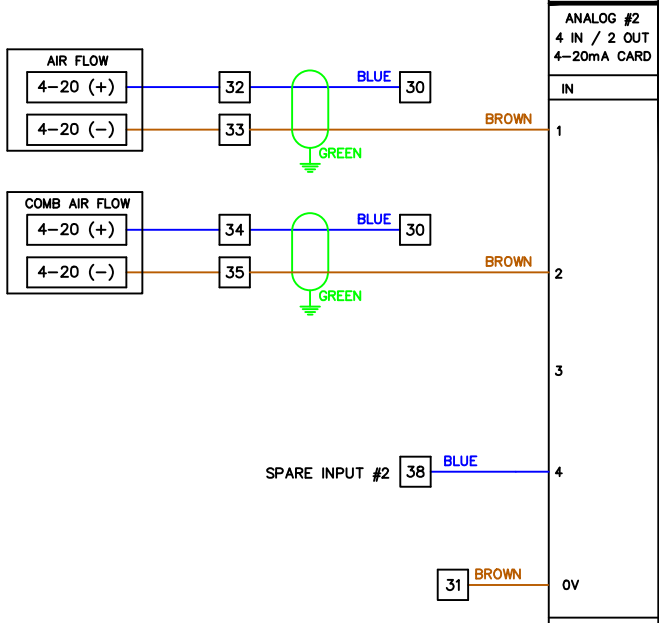 ANALOG #2
4 IN / 2 OUT
4-20mA CARD
IN
AIR FLOW
4-20 (+) 32 BLUE 30
4-20 (-) 33 BROWN 1
GREEN
COMB AIR FLOW
4-20 (+) 34 BLUE 30
4-20 (-) 35 BROWN 2
GREEN
3
SPARE INPUT #2 38 BLUE 4
31 BROWN 0V